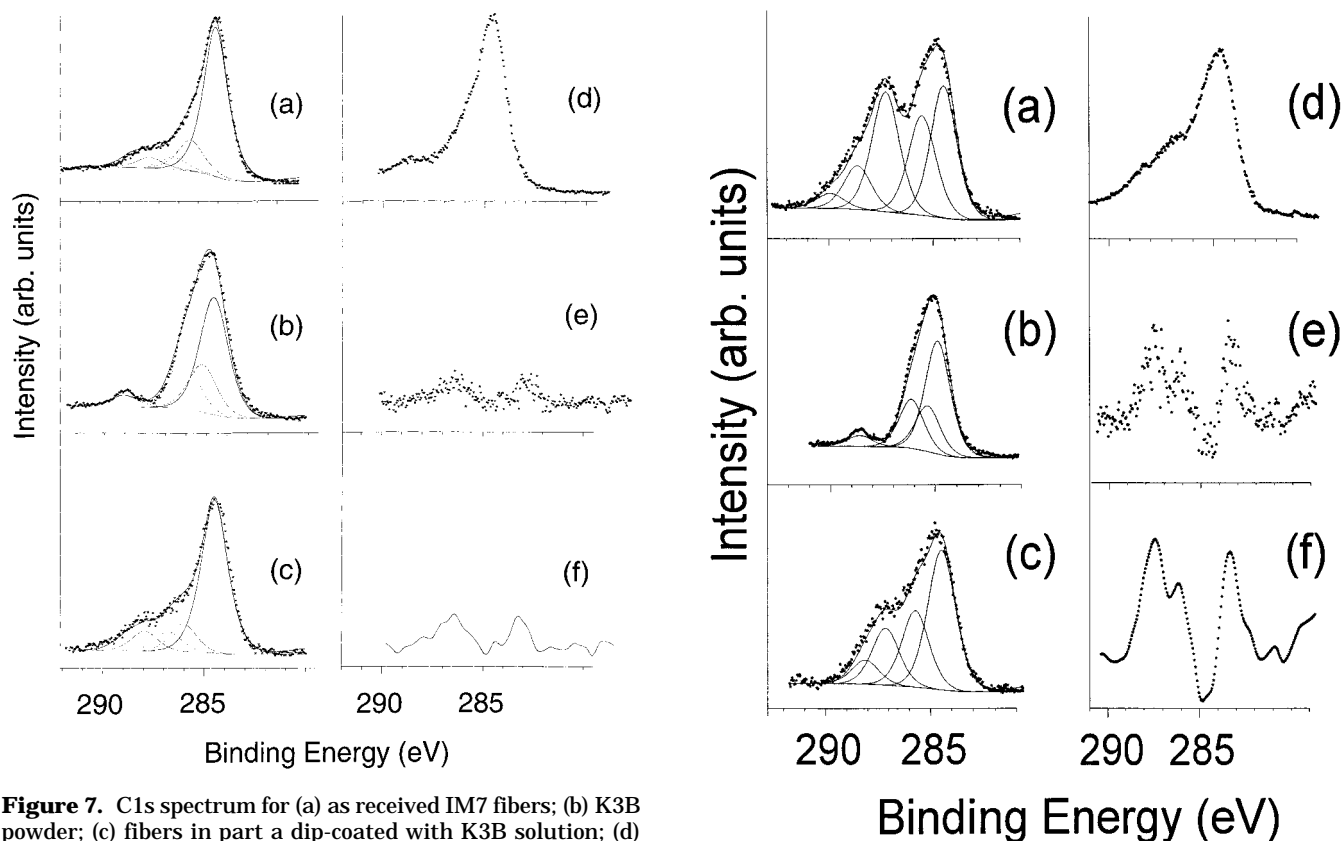 (a)
(d)
(b)
(e)
(c)
(f)
Intensity (arb. units)
290
285
290
285
Binding Energy (eV)
Figure 7. C1s spectrum for (a) as received IM7 fibers; (b) K3B
powder; (c) fibers in part a dip-coated with K3B solution; (d)
(a)
(d)
(b)
(e)
(c)
(f)
Intensity (arb. units)
290
285
290
285
Binding Energy (eV)